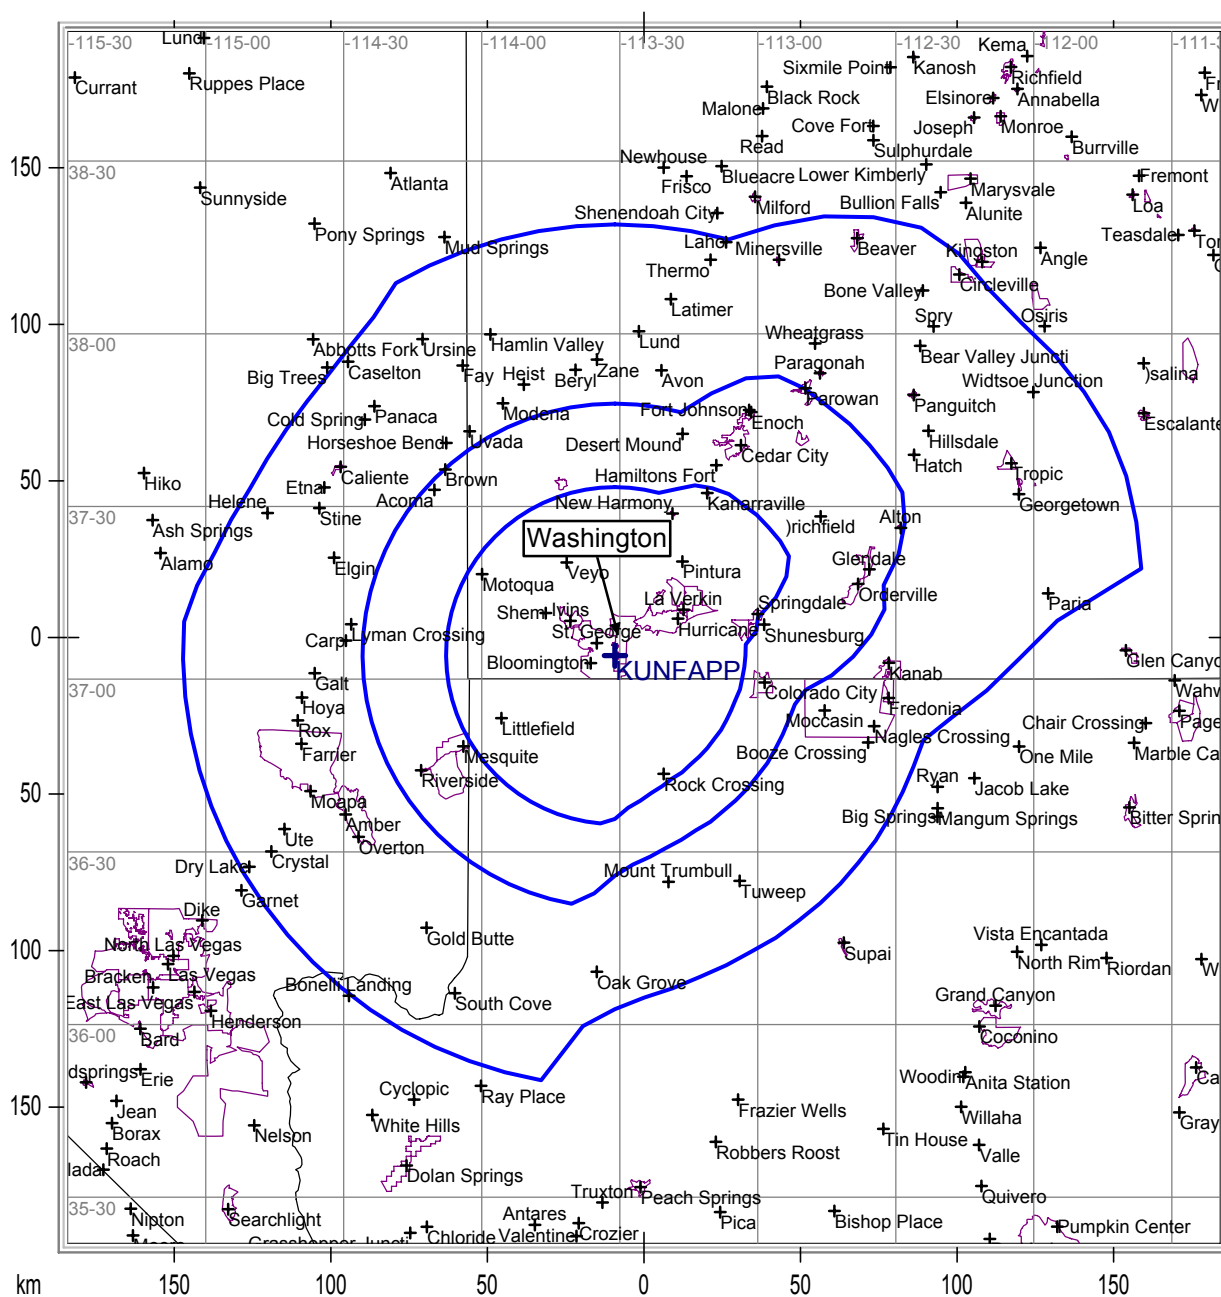 -115-30
-115-00
-114-30
-114-00
-113-30
-113-00
-112-30
-112-00
Lund
Currant
Ruppes Place
Kema
Sixmile Point
Kanosh
Richfield
Black Rock
Elsinore
Annabella
Malone
Cove Fort
Joseph
Monroe
Read
Sulphurdale
Burrville
150
38-30
Newhouse
Frisco
Blueacre
Lower Kimberly
Fremont
Atlanta
Sunnyside
Milford
Bullion Falls
Marysvale
Alunite
Loa
Shenendoah City
Pony Springs
Mud Springs
Laho
Minersville
Beaver
Kingston
Angle
Teasdale
Thermo
Circleville
Latimer
Bone Valley
100
38-00
Spry
Osiris
Abbotts Fork
Ursine
Hamlin Valley
Lund
Wheatgrass
Big Trees
Caselton
Fay
Heist
Beryl
Zane
Avon
Paragonah
Bear Valley Juncti
)salina
Widtsoe Junction
Cold Spring
Panaca
Modena
Fort Johnson
Parowan
Panguitch
Enoch
Escalante
Horseshoe Bend
Uvada
Desert Mound
Cedar City
Hillsdale
50
Hiko
Etna
Caliente
Brown
Acoma
Hamiltons Fort
Hatch
Tropic
37-30
Helene
Stine
New Harmony
Kanarraville
Georgetown
Ash Springs
)richfield
Alton
Washington
Alamo
Elgin
Motoqua
Veyo
Pintura
Glendale
Orderville
Shem
Ivins
La Verkin
Springdale
Paria
0
Carp
Lyman Crossing
St. George
Hurricane
Shunesburg
Bloomington
KUNFAPP
Kanab
37-00
Galt
Colorado City
Fredonia
Hoya
Rox
Littlefield
Moccasin
Nagles Crossing
Chair Crossing
Page
Farrier
Mesquite
Booze Crossing
One Mile
Riverside
Rock Crossing
Ryan
Jacob Lake
50
Moapa
Amber
Big Springs
Mangum Springs
Ute
Overton
36-30
Dry Lake
Crystal
Mount Trumbull
Tuweep
Garnet
Dike
Gold Butte
Supai
Vista Encantada
100
North Las Vegas
North Rim
Riordan
Bracken
Las Vegas
Bonelli Landing
Oak Grove
East Las Vegas
South Cove
Grand Canyon
36-00
Henderson
Bard
Coconino
dsprings
Erie
Cyclopic
Ray Place
Woodin
Anita Station
150
Jean
Borax
Nelson
White Hills
Frazier Wells
Willaha
Roach
Robbers Roost
Tin House
Valle
Dolan Springs
35-30
Truxton
Peach Springs
Quivero
Nipton
Searchlight
Antares
Pica
Bishop Place
Pumpkin Center
Chloride
Valentine
Crozier
km
150
100
50
0
50
100
150